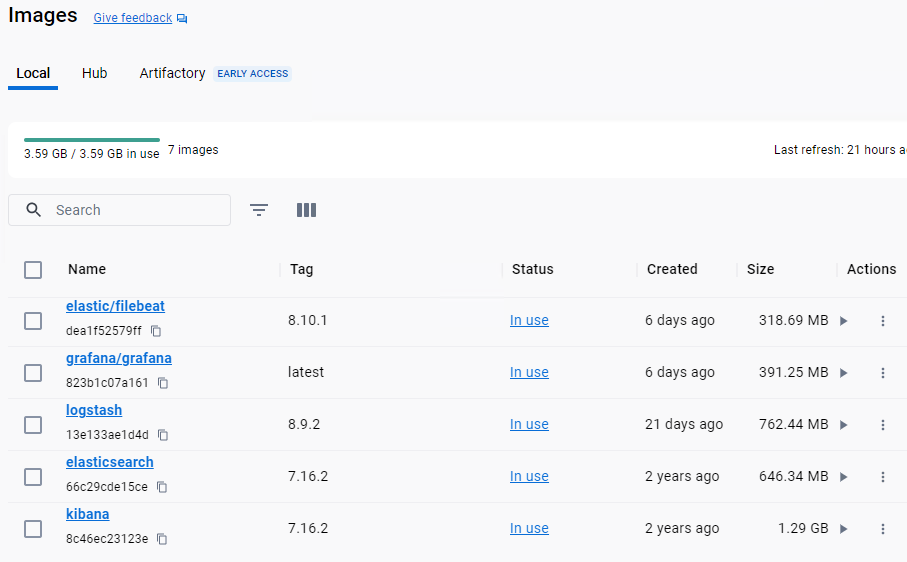 Images Give feedback
Local Hub Artifactory EARLY ACCESS
3.59 GB / 3.59 GB in use 7 images Last refresh: 21 hours
Search
Name Tag Status Created Size Actions
elastic/filebeat
dea1f52579ff
8.10.1 In use 6 days ago 318.69 MB
grafana/grafana
823b1c07a161
latest In use 6 days ago 391.25 MB
logstash
13e133ae1d4d
8.9.2 In use 21 days ago 762.44 MB
elasticsearch
66c29cde15ce
7.16.2 In use 2 years ago 646.34 MB
kibana
8c46ec23123e
7.16.2 In use 2 years ago 1.29 GB